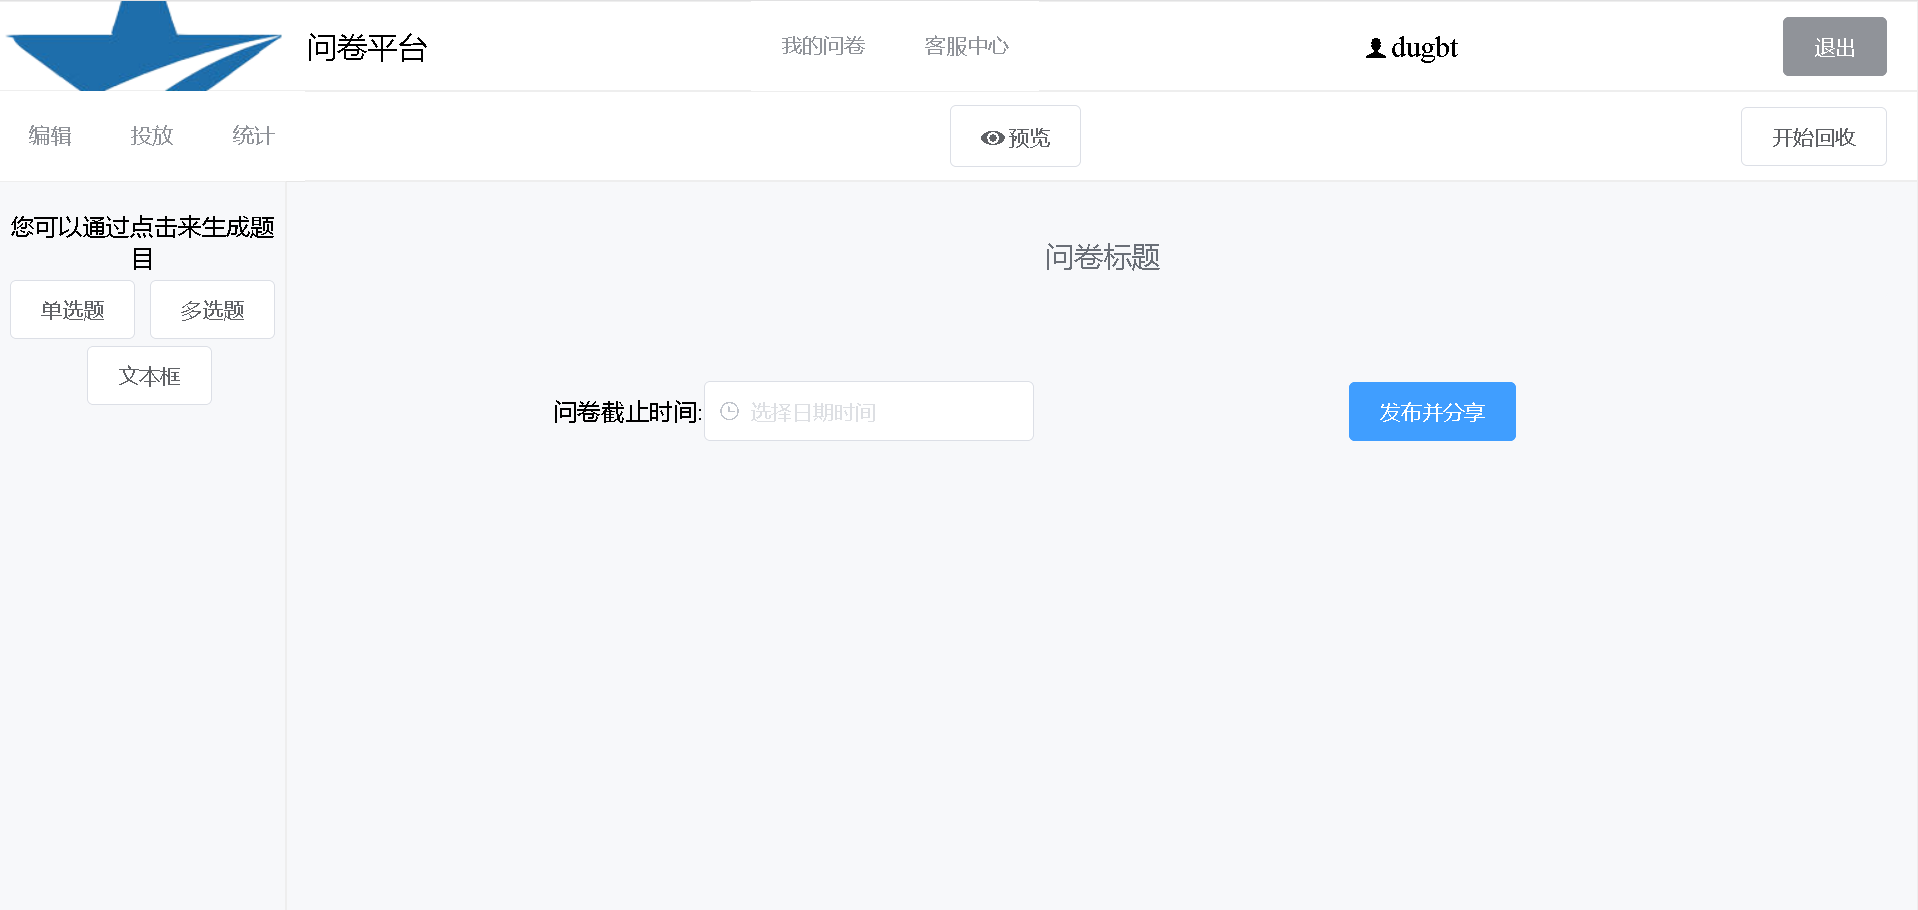 问卷平台
我的问卷
客服中心
dugbt
退出
编辑
投放
统计
预览
开始回收
您可以通过点击来生成题
目
单选题
多选题
文本框
问卷标题
问卷截止时间:
选择日期时间
发布并分享